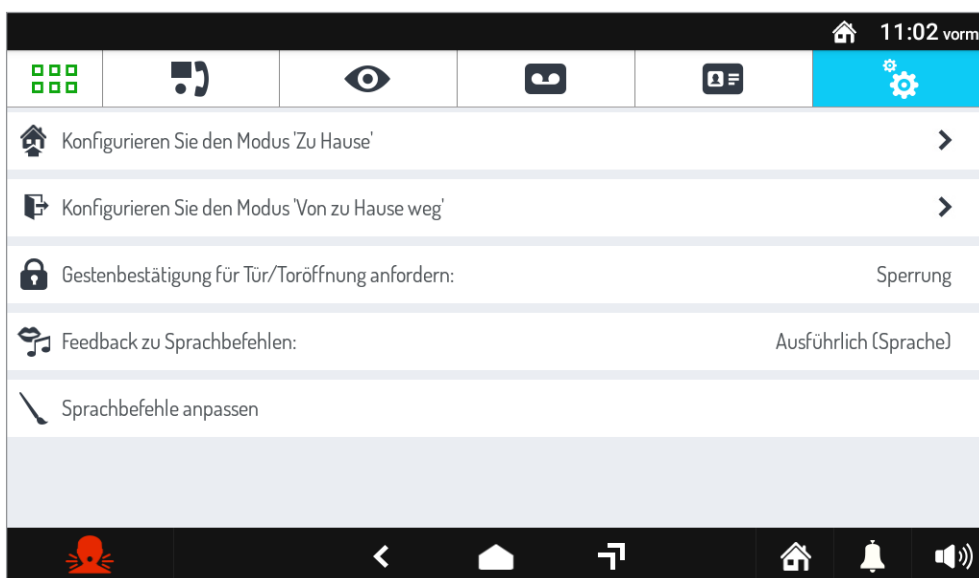 11:02 vorm
Konfigurieren Sie den Modus 'Zu Hause'
Konfigurieren Sie den Modus 'Von zu Hause weg'
Gestenbestätigung für Tür/Toröffnung anfordern: Sperrung
Feedback zu Sprachbefehlen: Ausführlich (Sprache)
Sprachbefehle anpassen